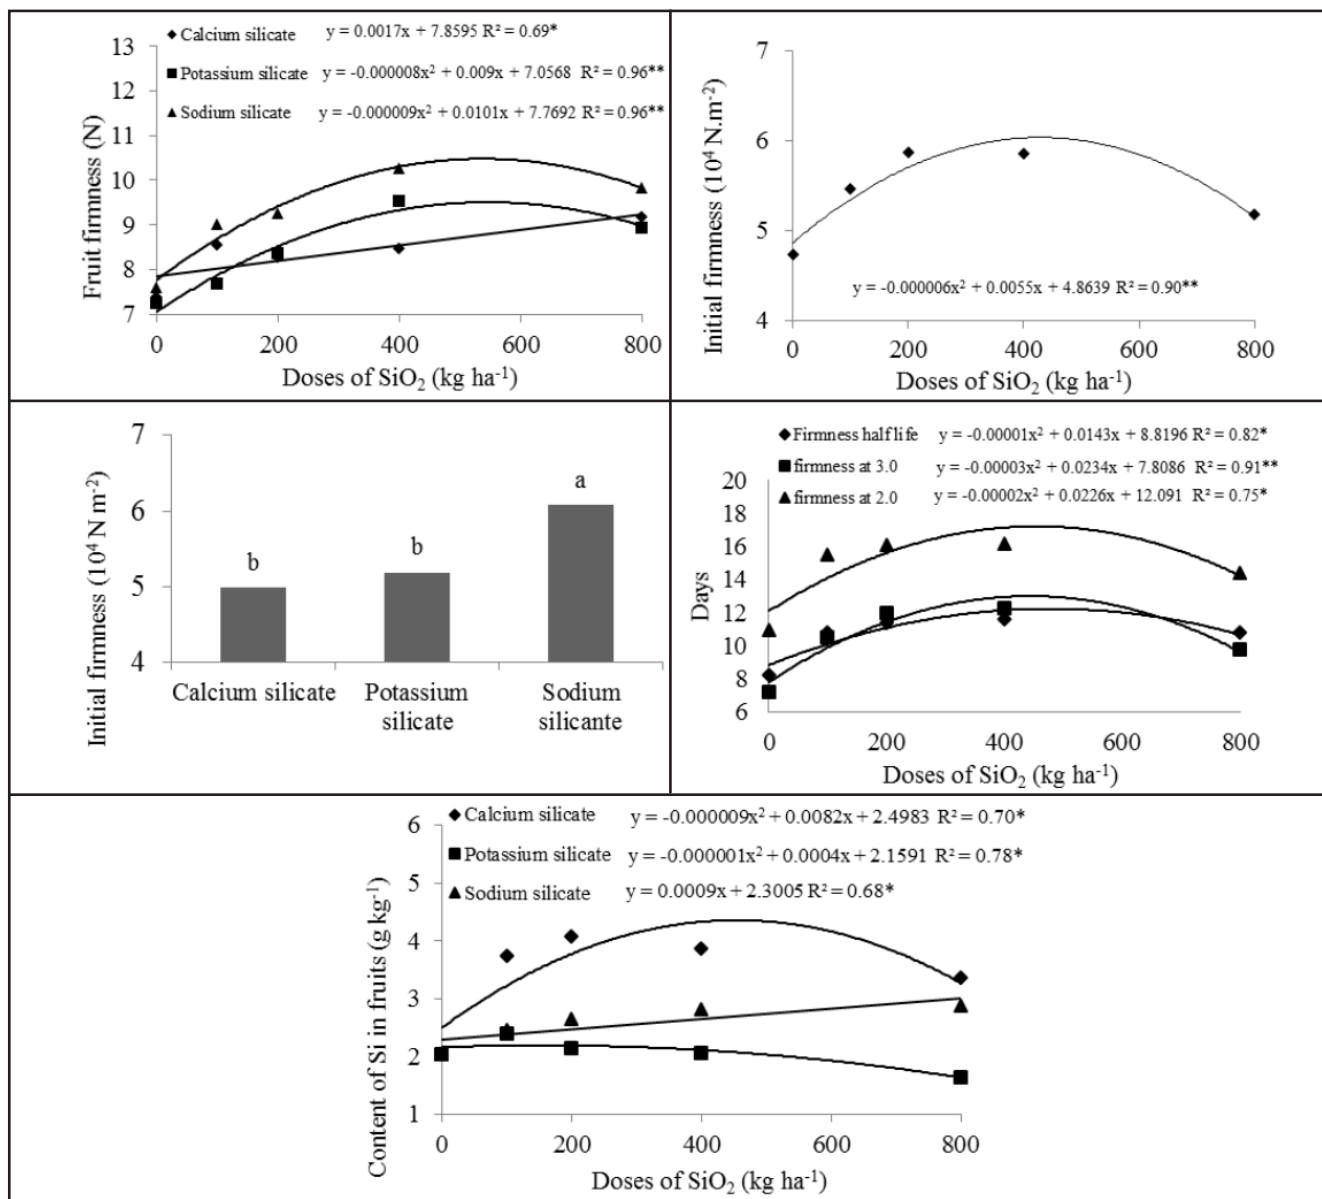 Calcium silicate y = 0.0017x + 7.8595 R² = 0.69*
Potassium silicate y = -0.000008x² + 0.009x + 7.0568 R² = 0.96**
Sodium silicate y = -0.000009x² + 0.0101x + 7.7692 R² = 0.96**
Fruit firmness (N)
13
12
11
10
9
8
7
0 200 400 600 800
Doses of SiO₂ (kg ha⁻¹)
Initial firmness (10⁴ N.m⁻²)
7
6
5
4
y = -0.000006x² + 0.0055x + 4.8639 R² = 0.90**
0 200 400 600 800
Doses of SiO₂ (kg ha⁻¹)
Initial firmness (10⁴ N m⁻²)
7
6
5
4
b b a
Calcium silicate Potassium silicate Sodium silicante
Firmness half life y = -0.00001x² + 0.0143x + 8.8196 R² = 0.82*
firmness at 3.0 y = -0.00003x² + 0.0234x + 7.8086 R² = 0.91**
firmness at 2.0 y = -0.00002x² + 0.0226x + 12.091 R² = 0.75*
Days
20
18
16
14
12
10
8
6
0 200 400 600 800
Doses of SiO₂ (kg ha⁻¹)
Calcium silicate y = -0.000009x² + 0.0082x + 2.4983 R² = 0.70*
Potassium silicate y = -0.000001x² + 0.0004x + 2.1591 R² = 0.78*
Sodium silicate y = 0.0009x + 2.3005 R² = 0.68*
Content of Si in fruits (g kg⁻¹)
6
5
4
3
2
1
0 200 400 600 800
Doses of SiO₂ (kg ha⁻¹)